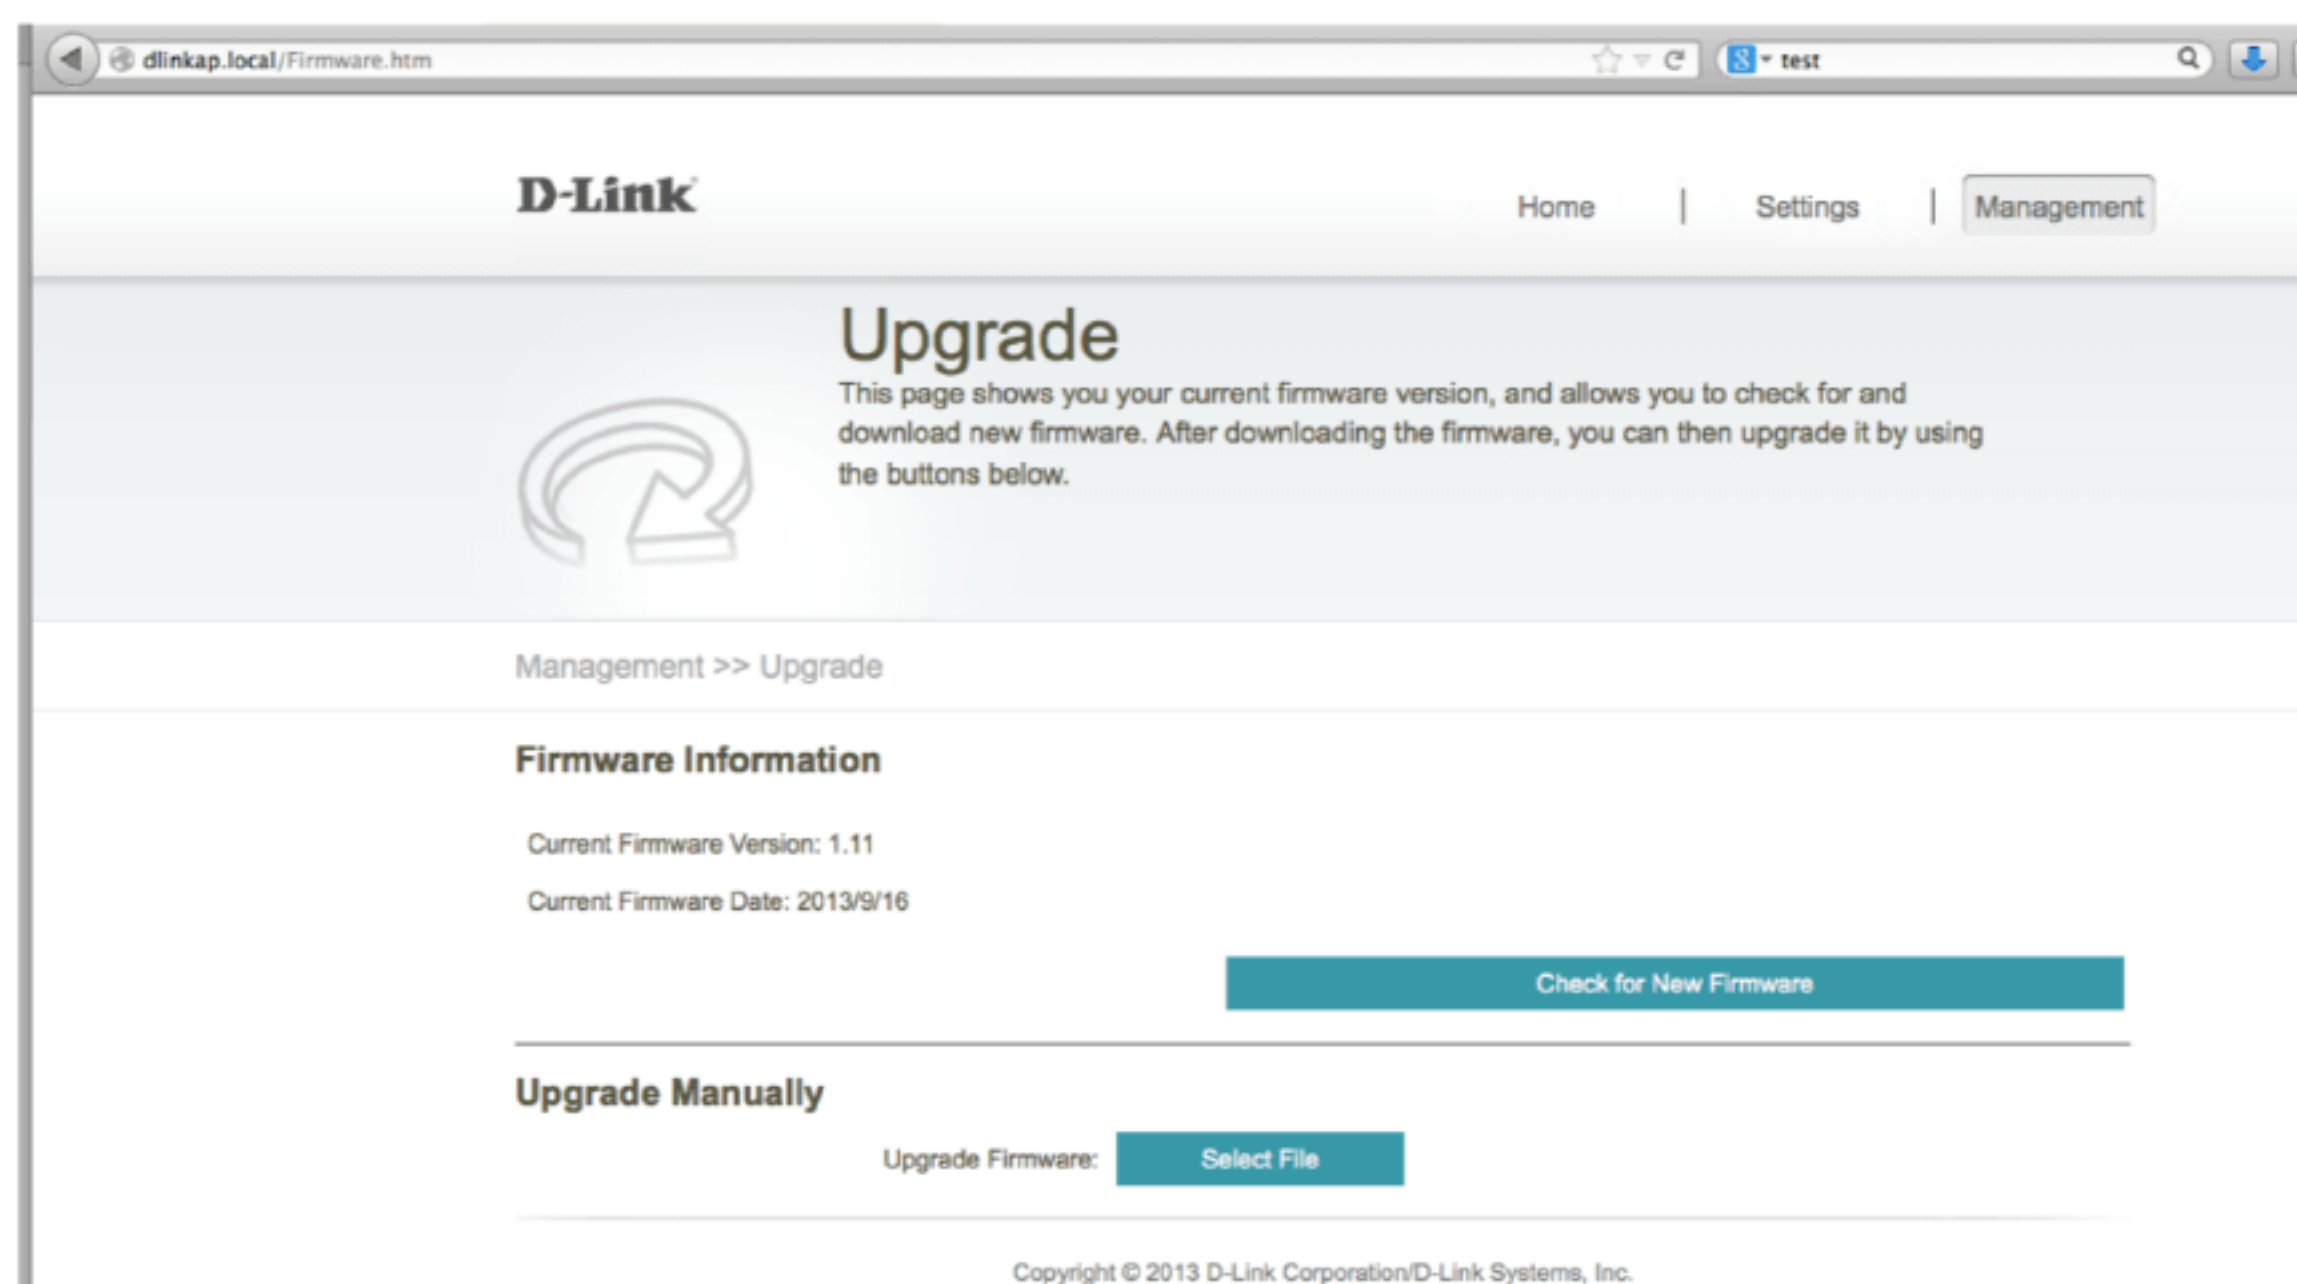 dlinkap.local/Firmware.htm
8 test
D-Link
Home | Settings | Management
Upgrade
This page shows you your current firmware version, and allows you to check for and
download new firmware. After downloading the firmware, you can then upgrade it by using
the buttons below.
Management >> Upgrade
Firmware Information
Current Firmware Version: 1.11
Current Firmware Date: 2013/9/16
Check for New Firmware
Upgrade Manually
Upgrade Firmware: Select File
Copyright © 2013 D-Link Corporation/D-Link Systems, Inc.